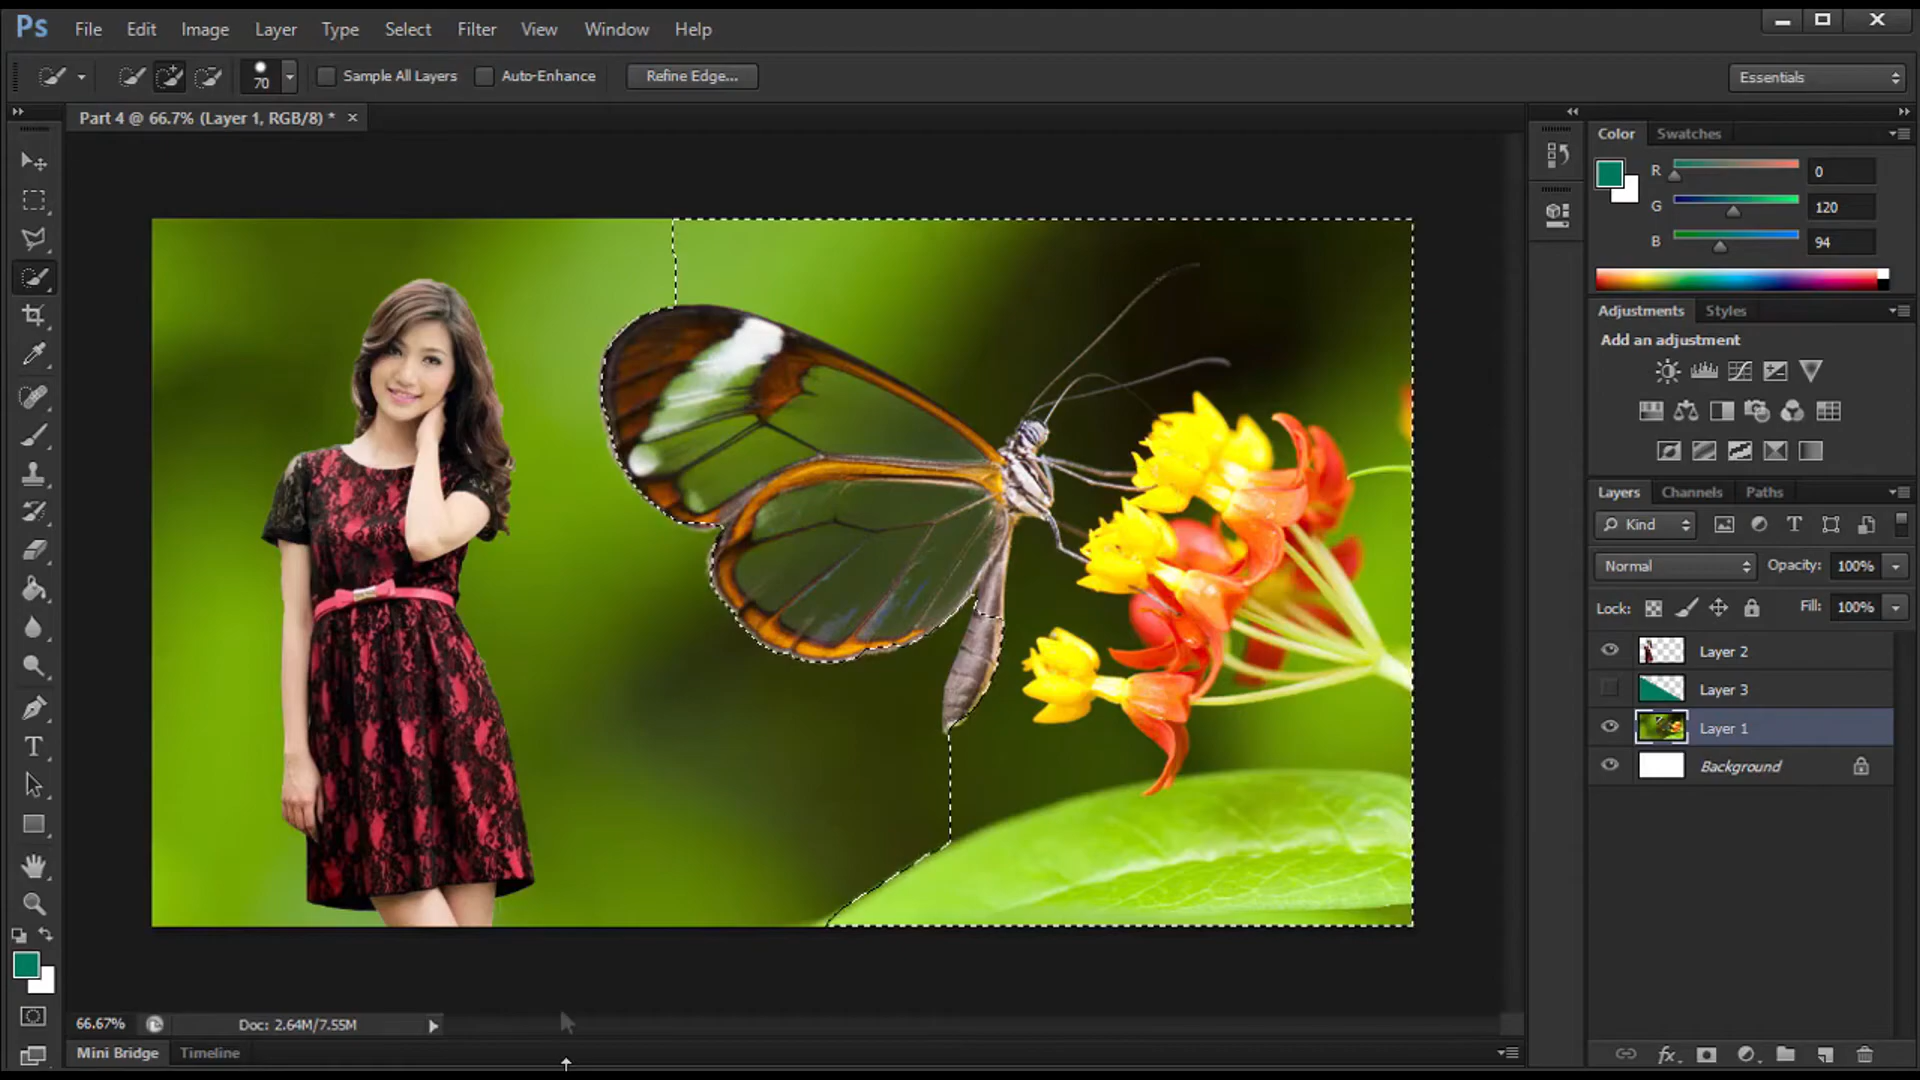 Ps File Edit Image Layer Type Select Filter View Window Help
70 Sample All Layers Auto-Enhance Refine Edge... Essentials
Part 4 @ 66.7% (Layer 1, RGB/8) * ×
Color Swatches
R 0
G 120
B 94
Adjustments Styles
Add an adjustment
Layers Channels Paths
Kind
Normal Opacity: 100%
Lock: Fill: 100%
Layer 2
Layer 3
Layer 1
Background
66.67% Doc: 2.64M/7.55M
Mini Bridge Timeline